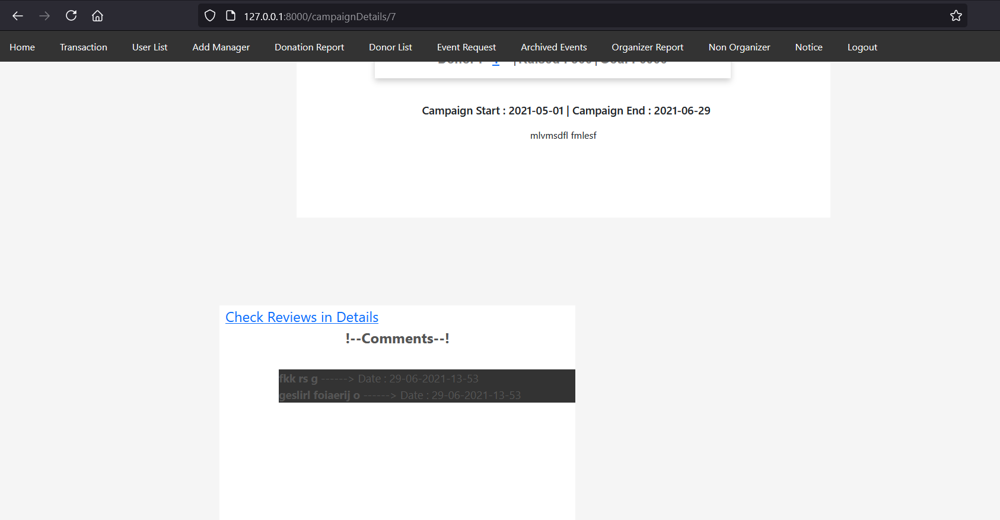 127.0.0.1:8000/campaignDetails/7
Home Transaction User List Add Manager Donation Report Donor List Event Request Archived Events Organizer Report Non Organizer Notice Logout
Campaign Start : 2021-05-01 | Campaign End : 2021-06-29
mlvmsdfl fmlesf
Check Reviews in Details
!--Comments--!
fkk rs g ------> Date : 29-06-2021-13-53
geslirl foiaerij o ------> Date : 29-06-2021-13-53